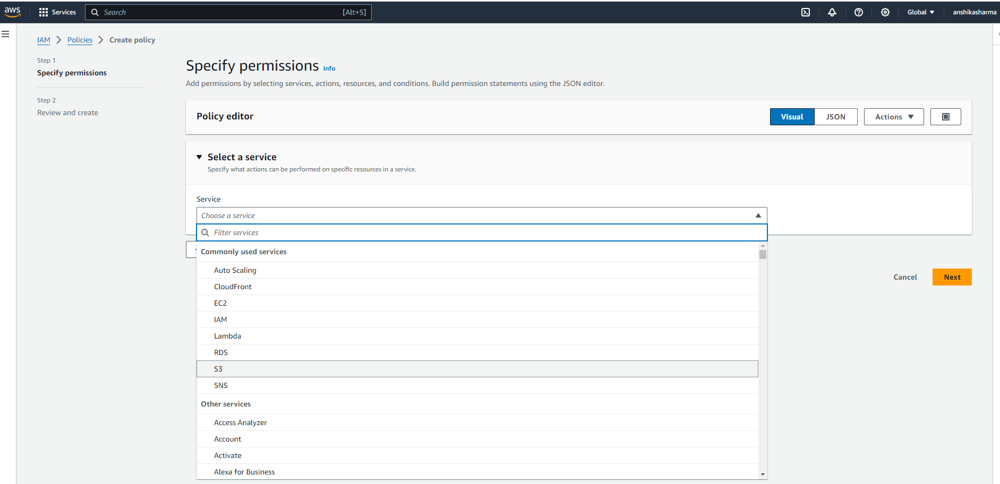 aws Services Search [Alt+S] Global anshikasharma
IAM Policies Create policy
Step 1
Specify permissions
Step 2
Review and create
Specify permissions Info
Add permissions by selecting services, actions, resources, and conditions. Build permission statements using the JSON editor.
Policy editor Visual JSON Actions
Select a service
Specify what actions can be performed on specific resources in a service.
Service
Choose a service
Filter services
Commonly used services
Auto Scaling
CloudFront
EC2
IAM
Lambda
RDS
S3
SNS
Other services
Access Analyzer
Account
Activate
Alexa for Business
Cancel Next